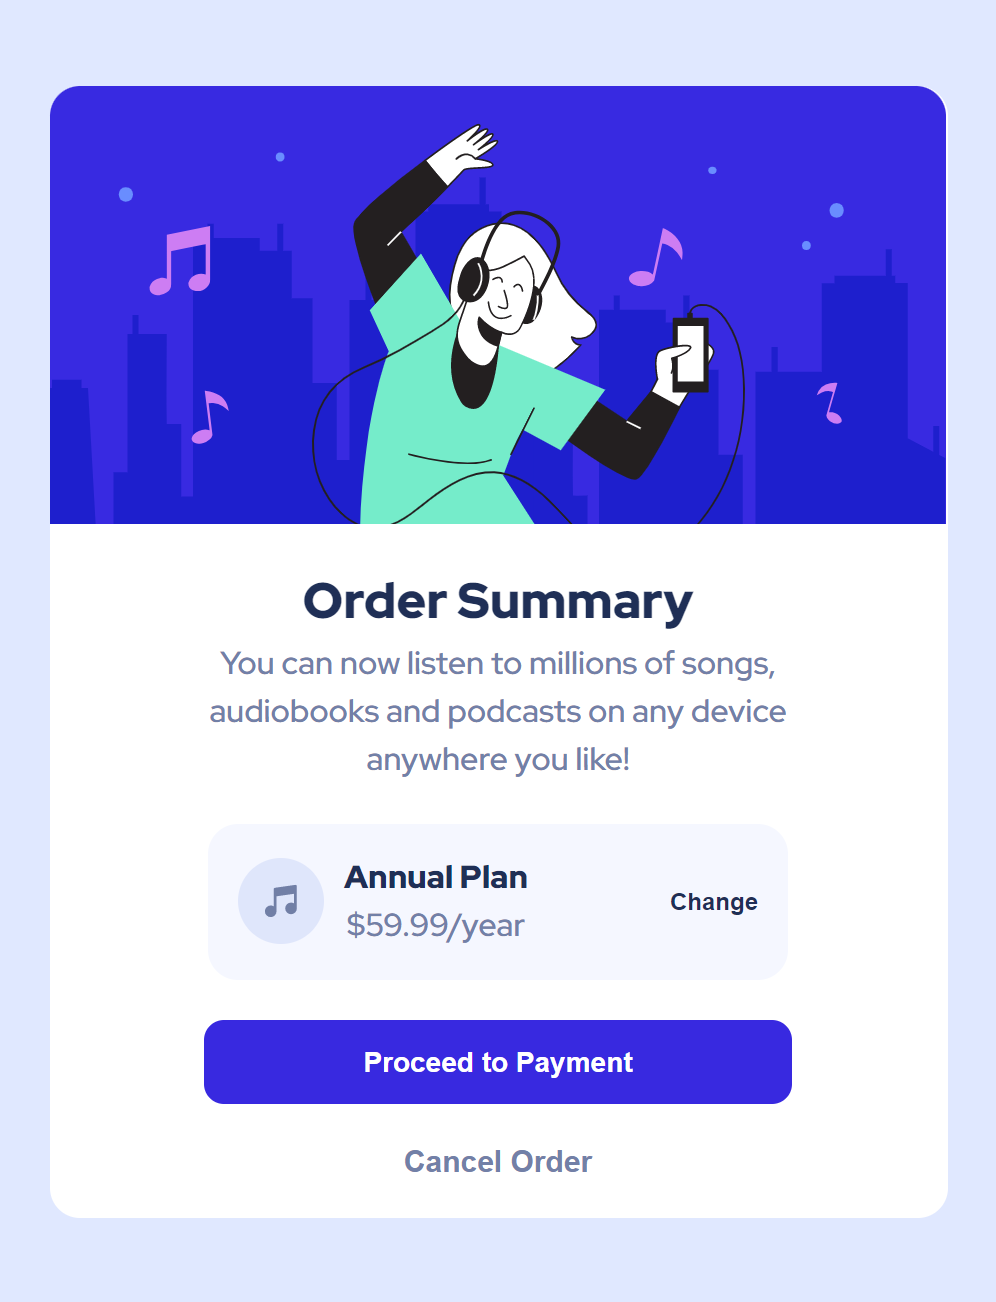 Order Summary
You can now listen to millions of songs,
audiobooks and podcasts on any device
anywhere you like!
Annual Plan
$59.99/year
Change
Proceed to Payment
Cancel Order